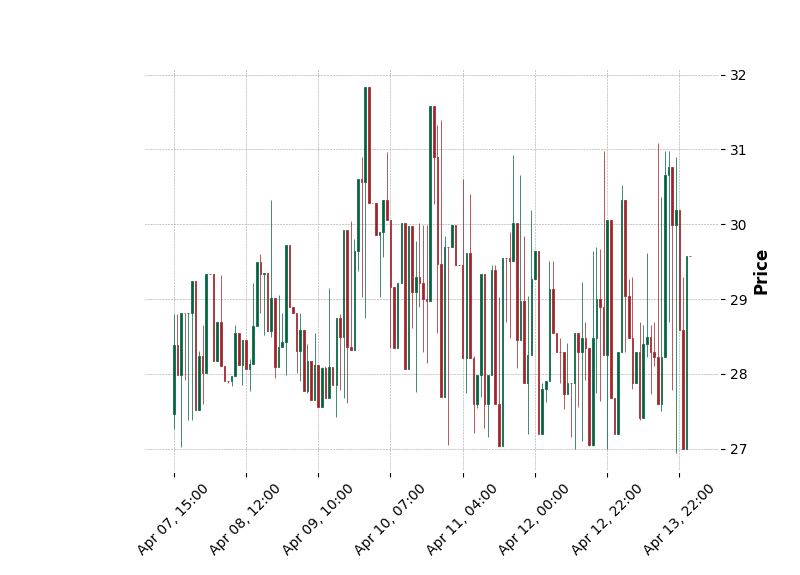 32
31
30
29
28
27
Price
Apr 07, 15:00
Apr 08, 12:00
Apr 09, 10:00
Apr 10, 07:00
Apr 11, 04:00
Apr 12, 00:00
Apr 12, 22:00
Apr 13, 22:00